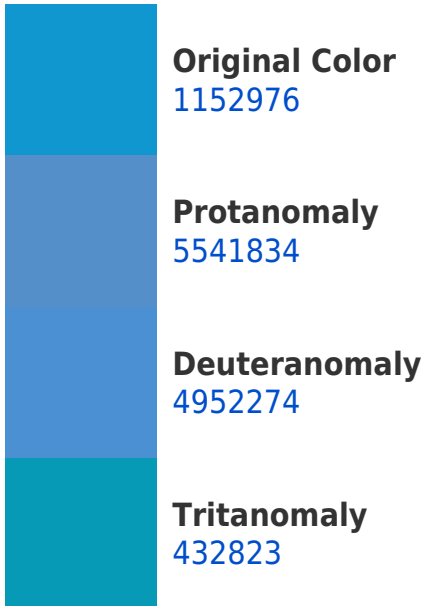 Original Color
1152976
Protanomaly
5541834
Deuteranomaly
4952274
Tritanomaly
432823